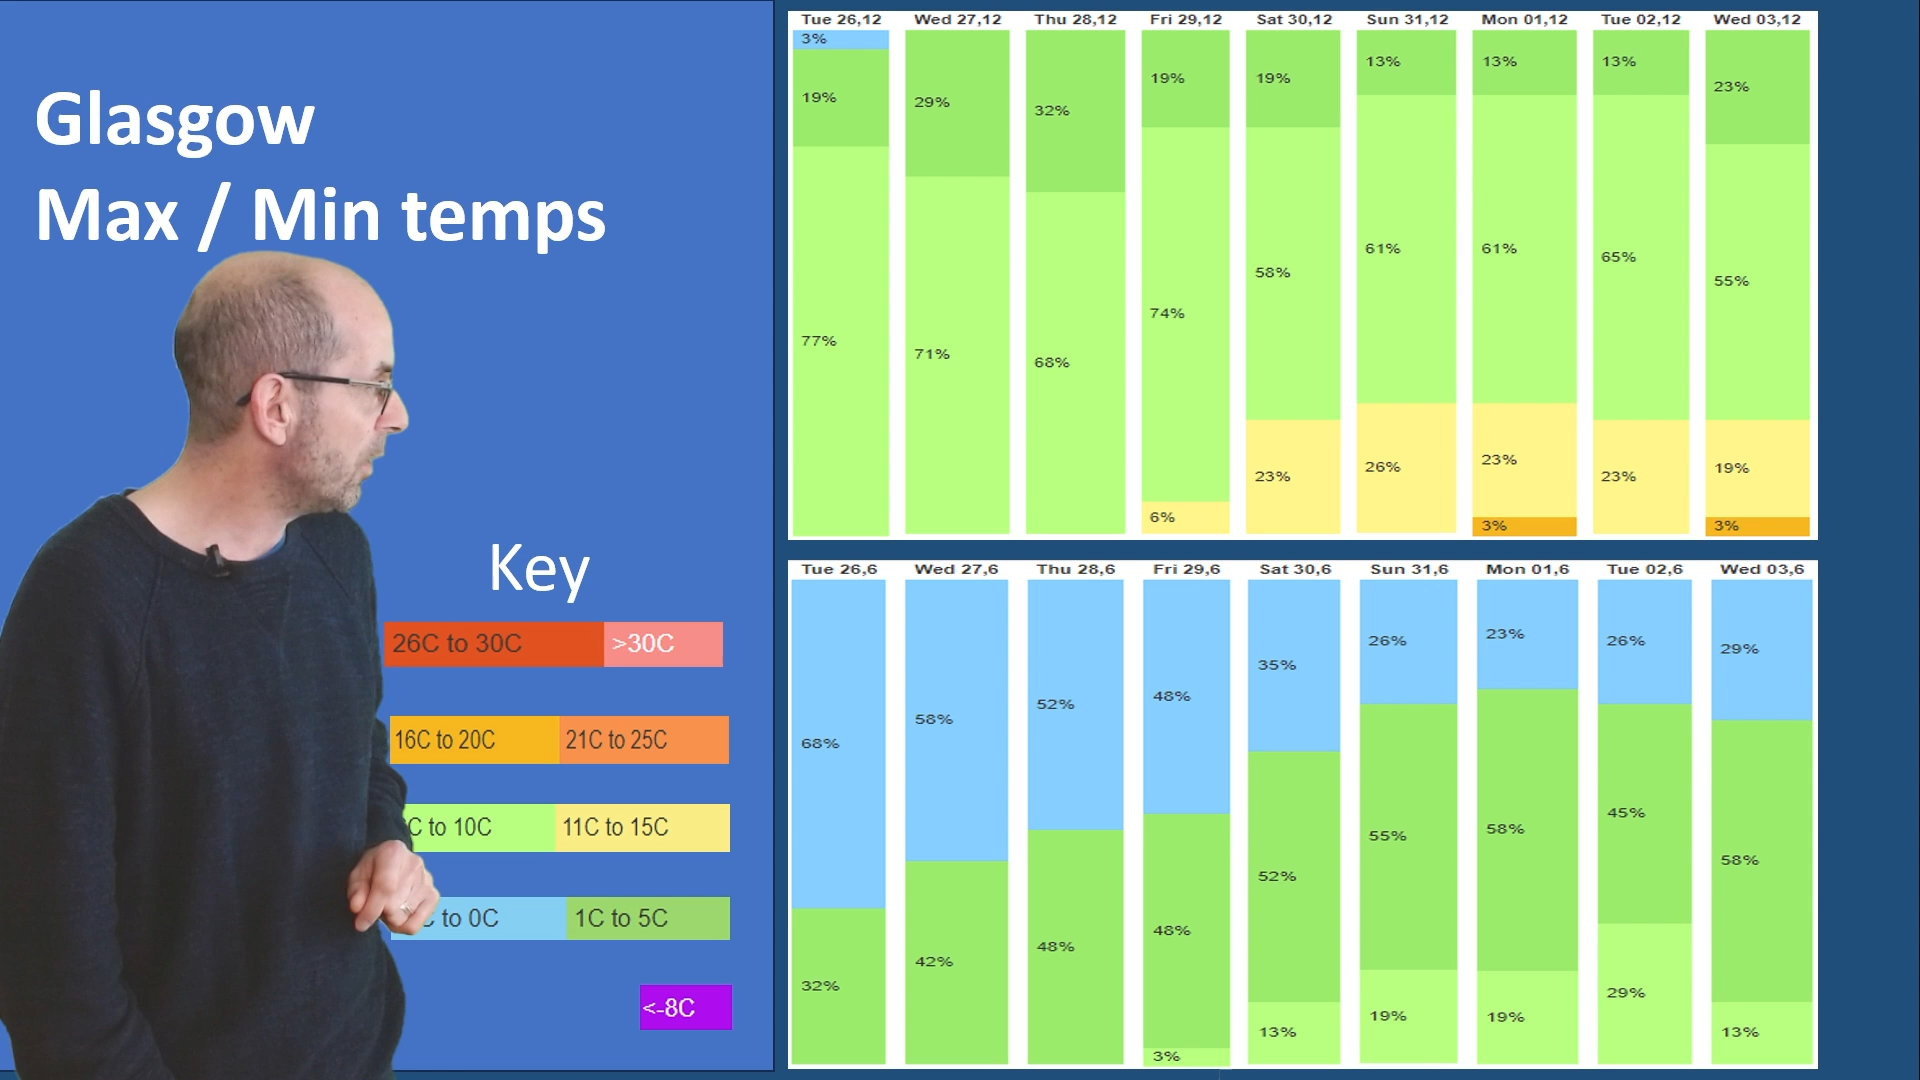 Glasgow
Max / Min temps
Key
26C to 30C >30C
16C to 20C 21C to 25C
C to 10C 11C to 15C
to 0C 1C to 5C
<-8C
Tue 26,12 Wed 27,12 Thu 28,12 Fri 29,12 Sat 30,12 Sun 31,12 Mon 01,12 Tue 02,12 Wed 03,12
3%
13% 13% 13%
19% 19% 23%
19% 29% 32%
61% 61% 65%
58% 55%
74%
77% 71% 68%
26% 23% 19%
23% 23%
6% 3% 3%
Tue 26,6 Wed 27,6 Thu 28,6 Fri 29,6 Sat 30,6 Sun 31,6 Mon 01,6 Tue 02,6 Wed 03,6
26% 23% 26% 29%
35%
68% 58% 52% 48%
55% 58% 45%
52% 58%
42% 48% 48%
32% 29%
13% 19% 19% 13%
3%